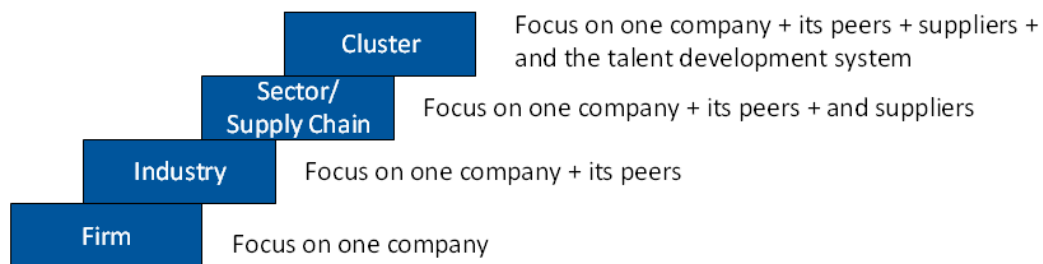 Cluster
Focus on one company + its peers + suppliers +
and the talent development system
Sector/
Supply Chain
Focus on one company + its peers + and suppliers
Industry
Focus on one company + its peers
Firm
Focus on one company